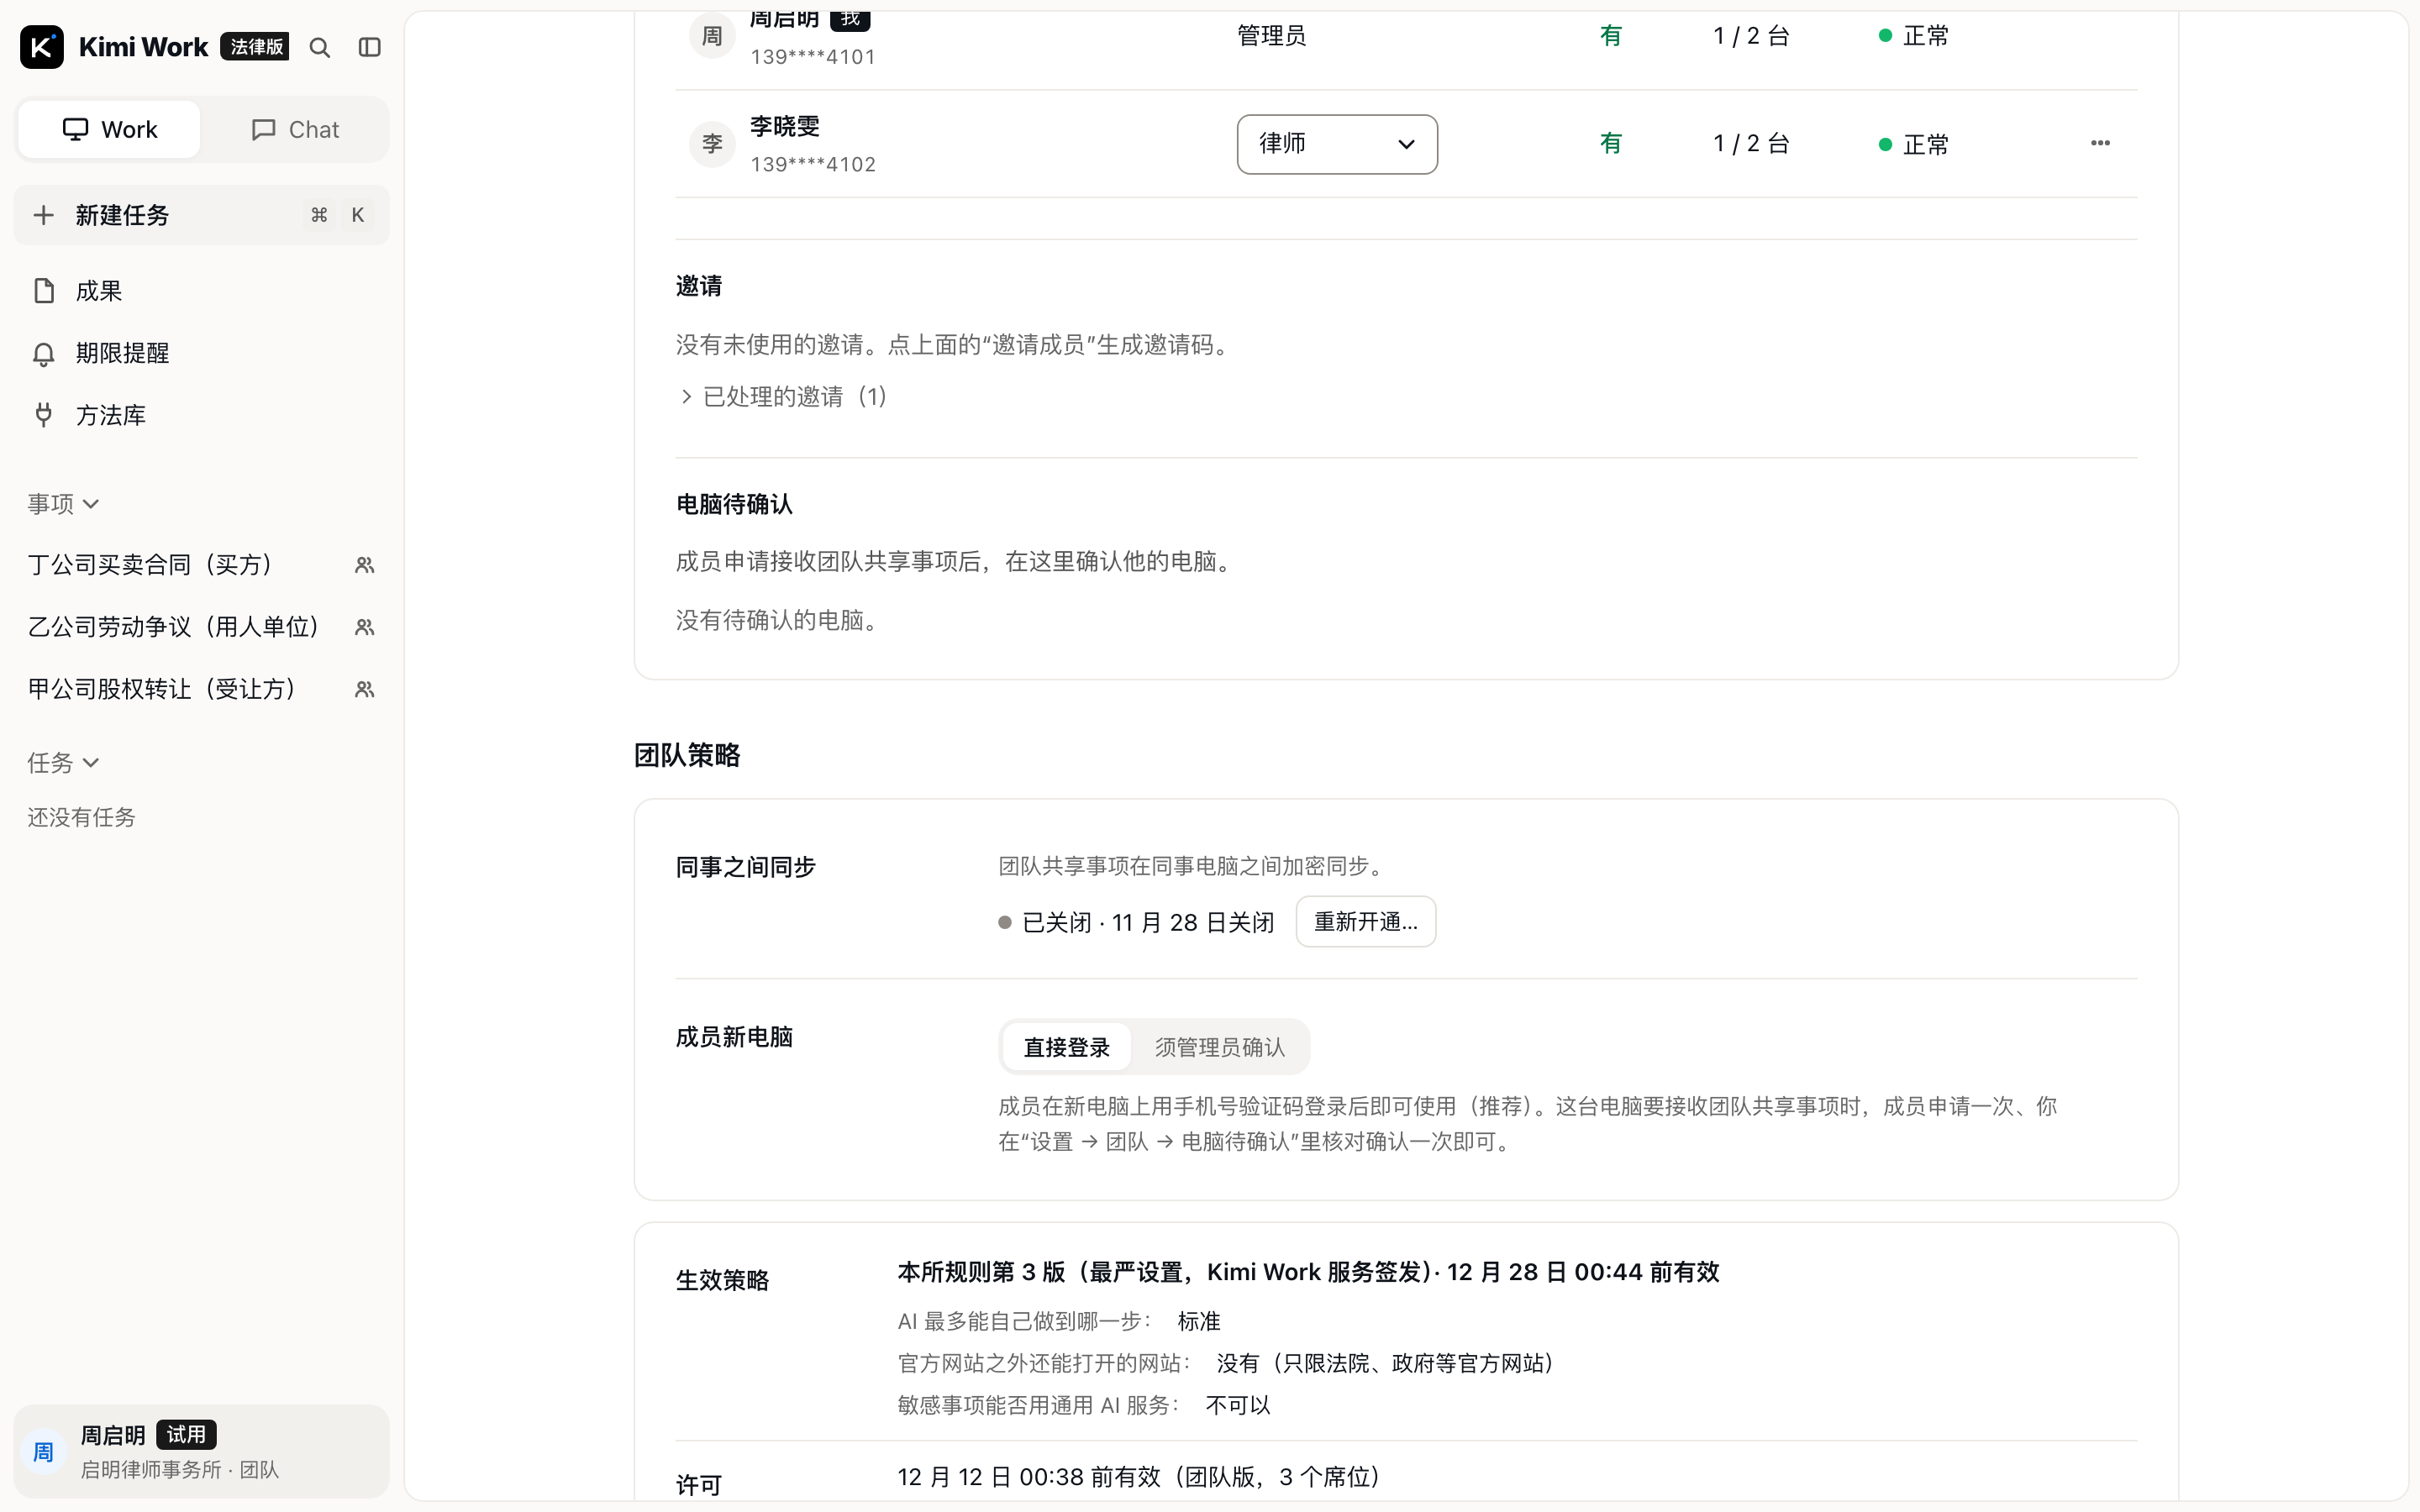 Kimi Work 法律版
Work
Chat
新建任务 ⌘ K
成果
期限提醒
方法库
事项
丁公司买卖合同（买方）
乙公司劳动争议（用人单位）
甲公司股权转让（受让方）
任务
还没有任务
周
周启明 试用
启明律师事务所 · 团队
周
周启明 我
139****4101
管理员
有
1 / 2 台
正常
李
李晓雯
139****4102
律师
有
1 / 2 台
正常
邀请
没有未使用的邀请。点上面的“邀请成员”生成邀请码。
已处理的邀请（1）
电脑待确认
成员申请接收团队共享事项后，在这里确认他的电脑。
没有待确认的电脑。
团队策略
同事之间同步
团队共享事项在同事电脑之间加密同步。
已关闭 · 11 月 28 日关闭
重新开通...
成员新电脑
直接登录
须管理员确认
成员在新电脑上用手机号验证码登录后即可使用（推荐）。这台电脑要接收团队共享事项时，成员申请一次、你
在“设置 → 团队 → 电脑待确认”里核对确认一次即可。
生效策略
本所规则第 3 版（最严设置，Kimi Work 服务签发）· 12 月 28 日 00:44 前有效
AI 最多能自己做到哪一步： 标准
官方网站之外还能打开的网站： 没有（只限法院、政府等官方网站）
敏感事项能否用通用 AI 服务： 不可以
许可
12 月 12 日 00:38 前有效（团队版，3 个席位）